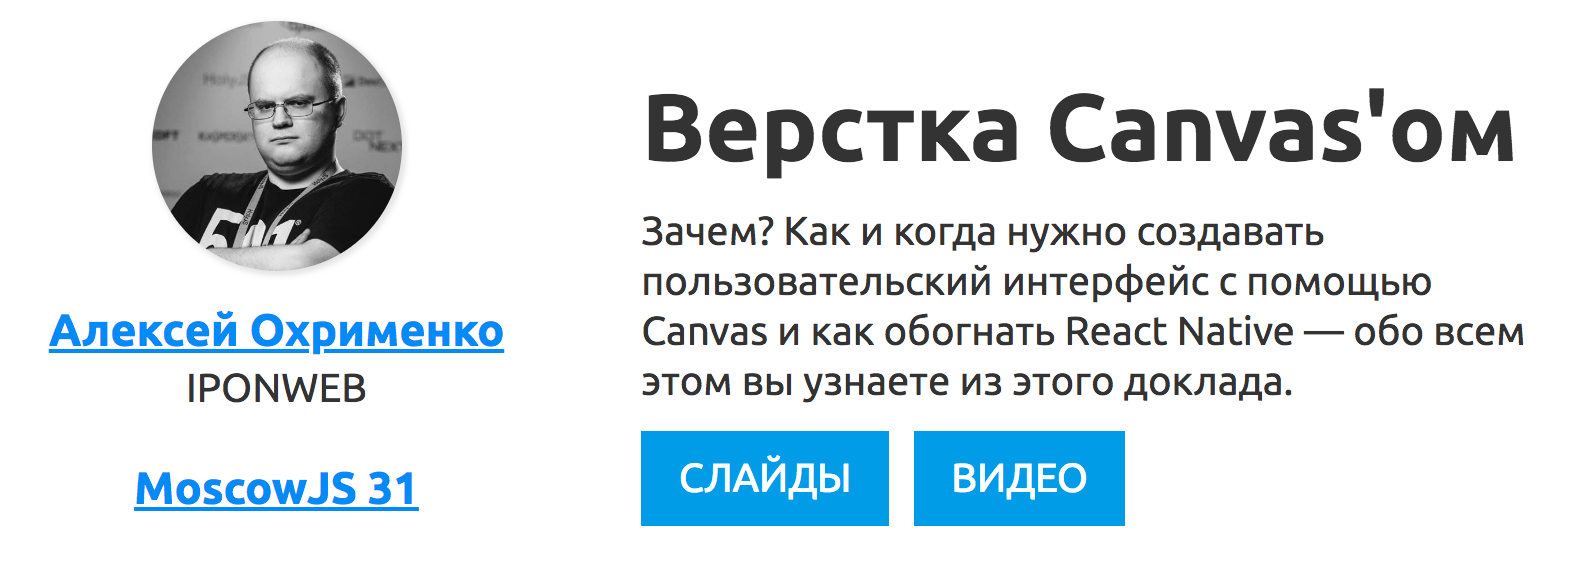 Верстка Canvas'ом
Зачем? Как и когда нужно создавать
пользовательский интерфейс с помощью
Canvas и как обогнать React Native — обо всем
этом вы узнаете из этого доклада.
СЛАЙДЫ
ВИДЕО
Алексей Охрименко
IPONWEB
MoscowJS 31
501